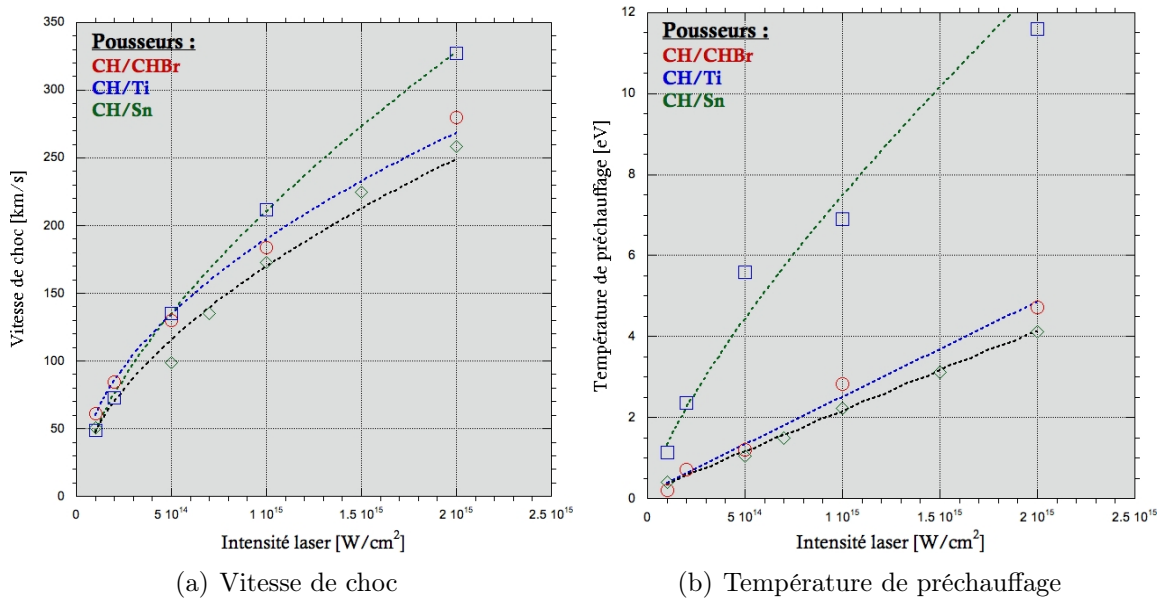 350
300
250
200
150
100
50
0
Vitesse de choc [km/s]
Pousseurs :
CH/CHBr
CH/Ti
CH/Sn
0
5 10^14
1 10^15
1.5 10^15
2 10^15
2.5 10^15
Intensité laser [W/cm^2]
(a) Vitesse de choc
12
10
8
6
4
2
0
Température de préchauffage [eV]
Pousseurs :
CH/CHBr
CH/Ti
CH/Sn
0
5 10^14
1 10^15
1.5 10^15
2 10^15
2.5 10^15
Intensité laser [W/cm^2]
(b) Température de préchauffage